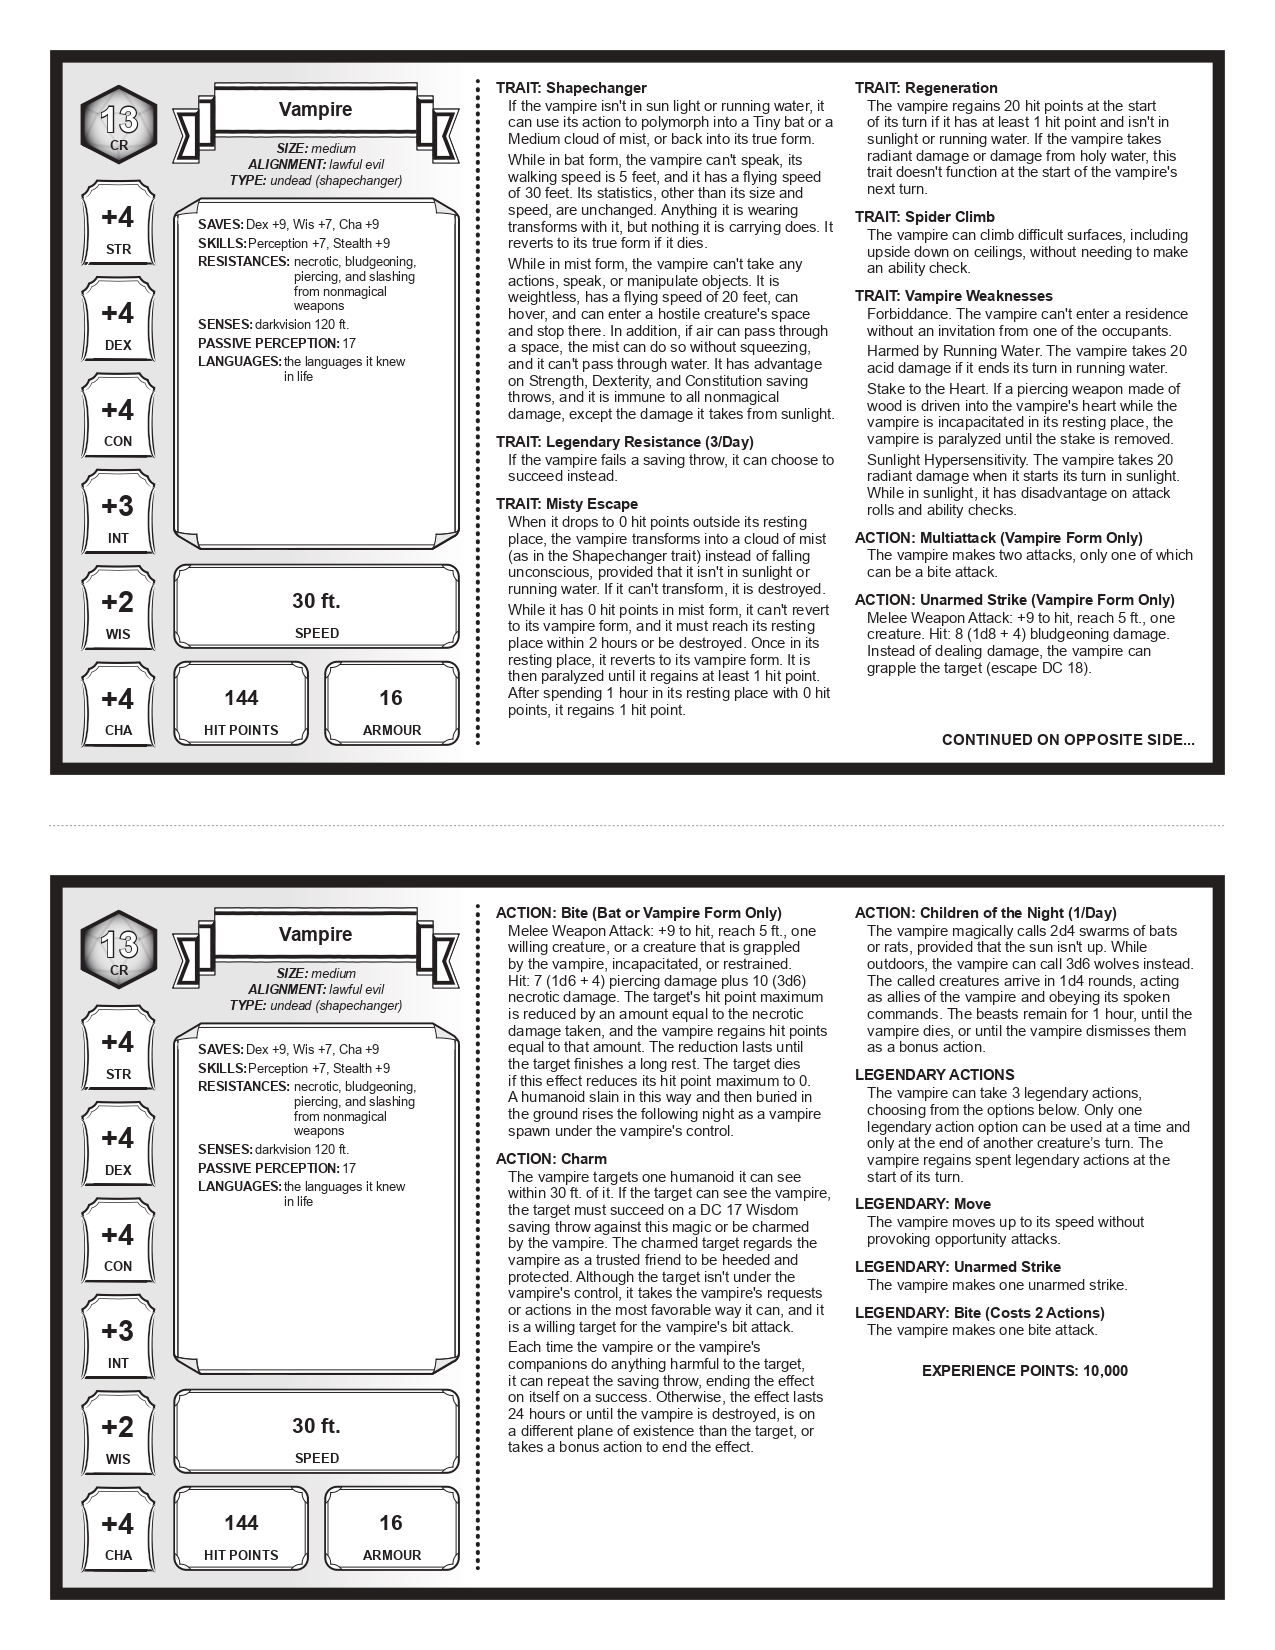 13
CR
Vampire
SIZE: medium
ALIGNMENT: lawful evil
TYPE: undead (shapechanger)
+4
STR
+4
DEX
+4
CON
+3
INT
+2
WIS
+4
CHA
SAVES: Dex +9, Wis +7, Cha +9
SKILLS: Perception +7, Stealth +9
RESISTANCES: necrotic, bludgeoning,
piercing, and slashing
from nonmagical
weapons
SENSES: darkvision 120 ft.
PASSIVE PERCEPTION: 17
LANGUAGES: the languages it knew
in life
30 ft.
SPEED
144
HIT POINTS
16
ARMOUR
TRAIT: Shapechanger
If the vampire isn't in sun light or running water, it
can use its action to polymorph into a Tiny bat or a
Medium cloud of mist, or back into its true form.
While in bat form, the vampire can't speak, its
walking speed is 5 feet, and it has a flying speed
of 30 feet. Its statistics, other than its size and
speed, are unchanged. Anything it is wearing
transforms with it, but nothing it is carrying does. It
reverts to its true form if it dies.
While in mist form, the vampire can't take any
actions, speak, or manipulate objects. It is
weightless, has a flying speed of 20 feet, can
hover, and can enter a hostile creature's space
and stop there. In addition, if air can pass through
a space, the mist can do so without squeezing,
and it can't pass through water. It has advantage
on Strength, Dexterity, and Constitution saving
throws, and it is immune to all nonmagical
damage, except the damage it takes from sunlight.
TRAIT: Legendary Resistance (3/Day)
If the vampire fails a saving throw, it can choose to
succeed instead.
TRAIT: Misty Escape
When it drops to 0 hit points outside its resting
place, the vampire transforms into a cloud of mist
(as in the Shapechanger trait) instead of falling
unconscious, provided that it isn't in sunlight or
running water. If it can't transform, it is destroyed.
While it has 0 hit points in mist form, it can't revert
to its vampire form, and it must reach its resting
place within 2 hours or be destroyed. Once in its
resting place, it reverts to its vampire form. It is
then paralyzed until it regains at least 1 hit point.
After spending 1 hour in its resting place with 0 hit
points, it regains 1 hit point.
TRAIT: Regeneration
The vampire regains 20 hit points at the start
of its turn if it has at least 1 hit point and isn't in
sunlight or running water. If the vampire takes
radiant damage or damage from holy water, this
trait doesn't function at the start of the vampire's
next turn.
TRAIT: Spider Climb
The vampire can climb difficult surfaces, including
upside down on ceilings, without needing to make
an ability check.
TRAIT: Vampire Weaknesses
Forbiddance. The vampire can't enter a residence
without an invitation from one of the occupants.
Harmed by Running Water. The vampire takes 20
acid damage if it ends its turn in running water.
Stake to the Heart. If a piercing weapon made of
wood is driven into the vampire's heart while the
vampire is incapacitated in its resting place, the
vampire is paralyzed until the stake is removed.
Sunlight Hypersensitivity. The vampire takes 20
radiant damage when it starts its turn in sunlight.
While in sunlight, it has disadvantage on attack
rolls and ability checks.
ACTION: Multiattack (Vampire Form Only)
The vampire makes two attacks, only one of which
can be a bite attack.
ACTION: Unarmed Strike (Vampire Form Only)
Melee Weapon Attack: +9 to hit, reach 5 ft., one
creature. Hit: 8 (1d8 + 4) bludgeoning damage.
Instead of dealing damage, the vampire can
grapple the target (escape DC 18).
CONTINUED ON OPPOSITE SIDE...
13
CR
Vampire
SIZE: medium
ALIGNMENT: lawful evil
TYPE: undead (shapechanger)
+4
STR
+4
DEX
+4
CON
+3
INT
+2
WIS
+4
CHA
SAVES: Dex +9, Wis +7, Cha +9
SKILLS: Perception +7, Stealth +9
RESISTANCES: necrotic, bludgeoning,
piercing, and slashing
from nonmagical
weapons
SENSES: darkvision 120 ft.
PASSIVE PERCEPTION: 17
LANGUAGES: the languages it knew
in life
30 ft.
SPEED
144
HIT POINTS
16
ARMOUR
ACTION: Bite (Bat or Vampire Form Only)
Melee Weapon Attack: +9 to hit, reach 5 ft., one
willing creature, or a creature that is grappled
by the vampire, incapacitated, or restrained.
Hit: 7 (1d6 + 4) piercing damage plus 10 (3d6)
necrotic damage. The target's hit point maximum
is reduced by an amount equal to the necrotic
damage taken, and the vampire regains hit points
equal to that amount. The reduction lasts until
the target finishes a long rest. The target dies
if this effect reduces its hit point maximum to 0.
A humanoid slain in this way and then buried in
the ground rises the following night as a vampire
spawn under the vampire's control.
ACTION: Charm
The vampire targets one humanoid it can see
within 30 ft. of it. If the target can see the vampire,
the target must succeed on a DC 17 Wisdom
saving throw against this magic or be charmed
by the vampire. The charmed target regards the
vampire as a trusted friend to be heeded and
protected. Although the target isn't under the
vampire's control, it takes the vampire's requests
or actions in the most favorable way it can, and it
is a willing target for the vampire's bit attack.
Each time the vampire or the vampire's
companions do anything harmful to the target,
it can repeat the saving throw, ending the effect
on itself on a success. Otherwise, the effect lasts
24 hours or until the vampire is destroyed, is on
a different plane of existence than the target, or
takes a bonus action to end the effect.
ACTION: Children of the Night (1/Day)
The vampire magically calls 2d4 swarms of bats
or rats, provided that the sun isn't up. While
outdoors, the vampire can call 3d6 wolves instead.
The called creatures arrive in 1d4 rounds, acting
as allies of the vampire and obeying its spoken
commands. The beasts remain for 1 hour, until the
vampire dies, or until the vampire dismisses them
as a bonus action.
LEGENDARY ACTIONS
The vampire can take 3 legendary actions,
choosing from the options below. Only one
legendary action option can be used at a time and
only at the end of another creature’s turn. The
vampire regains spent legendary actions at the
start of its turn.
LEGENDARY: Move
The vampire moves up to its speed without
provoking opportunity attacks.
LEGENDARY: Unarmed Strike
The vampire makes one unarmed strike.
LEGENDARY: Bite (Costs 2 Actions)
The vampire makes one bite attack.
EXPERIENCE POINTS: 10,000